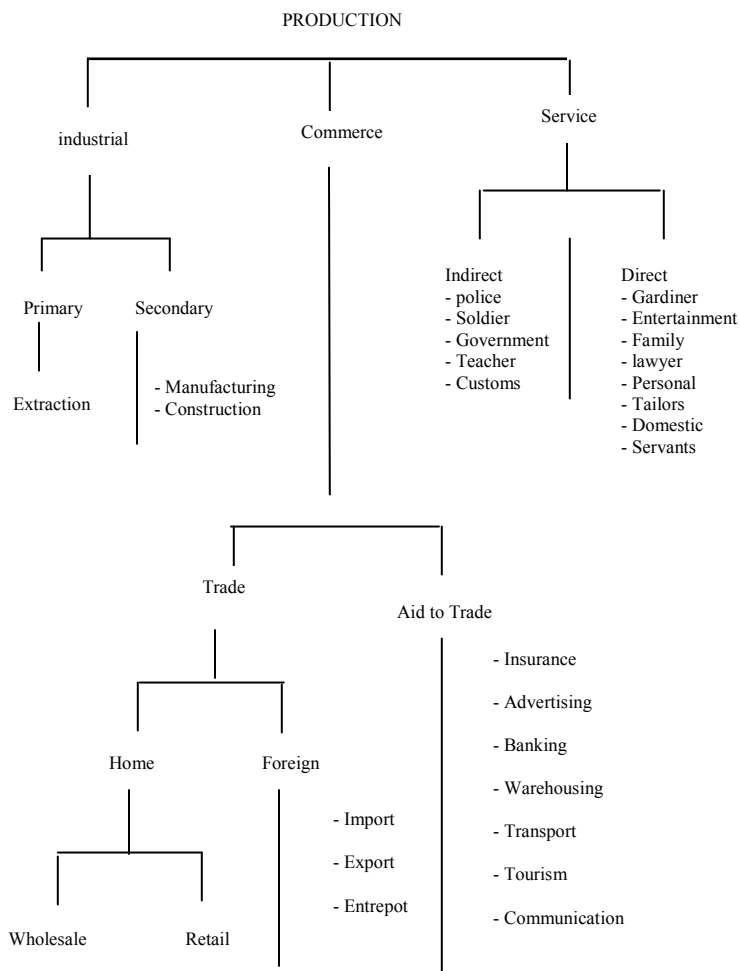 PRODUCTION
industrial
Commerce
Service
Primary
Secondary
Extraction
- Manufacturing
- Construction
Indirect
- police
- Soldier
- Government
- Teacher
- Customs
Direct
- Gardiner
- Entertainment
- Family
- lawyer
- Personal
- Tailors
- Domestic
- Servants
Trade
Aid to Trade
Home
Foreign
Wholesale
Retail
- Import
- Export
- Entrepot
- Insurance
- Advertising
- Banking
- Warehousing
- Transport
- Tourism
- Communication